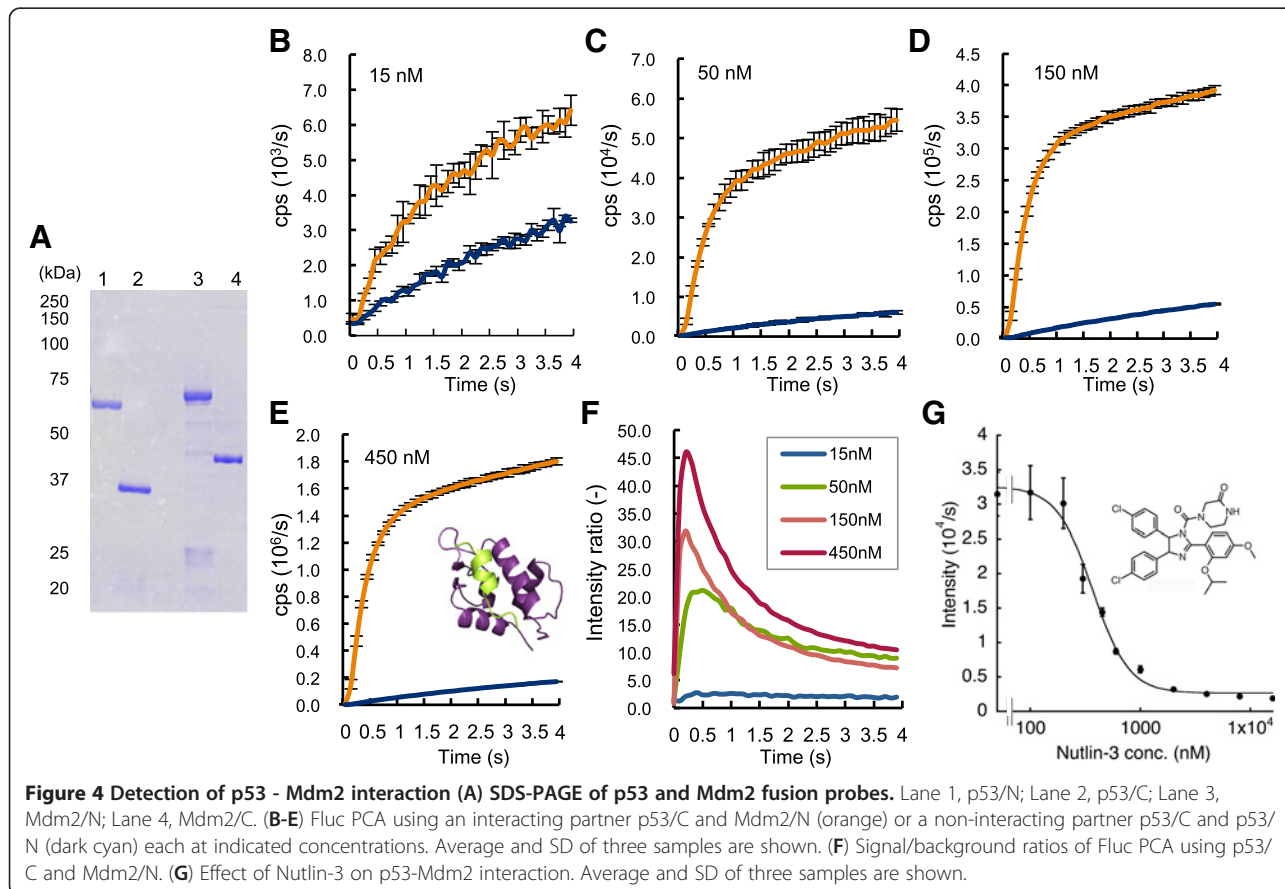 A
(kDa)
1 2 3 4
250
150
100
75
50
37
25
20
B
15 nM
cps (10³/s)
8.0
7.0
6.0
5.0
4.0
3.0
2.0
1.0
0.0
0 0.5 1 1.5 2 2.5 3 3.5 4
Time (s)
C
50 nM
cps (10⁴/s)
7.0
6.0
5.0
4.0
3.0
2.0
1.0
0
0 0.5 1 1.5 2 2.5 3 3.5 4
Time (s)
D
150 nM
cps (10⁵/s)
4.5
4.0
3.5
3.0
2.5
2.0
1.5
1.0
0.5
0
0 0.5 1 1.5 2 2.5 3 3.5 4
Time (s)
E
450 nM
cps (10⁶/s)
2.0
1.8
1.6
1.4
1.2
1.0
0.8
0.6
0.4
0.2
0
0 0.5 1 1.5 2 2.5 3 3.5 4
Time (s)
F
Intensity ratio (-)
50.0
45.0
40.0
35.0
30.0
25.0
20.0
15.0
10.0
5.0
0.0
0 0.5 1 1.5 2 2.5 3 3.5 4
Time (s)
15nM
50nM
150nM
450nM
G
Intensity (10⁴/s)
4
3.5
3
2.5
2
1.5
1
0.5
0
100 1000 1x10⁴
Nutlin-3 conc. (nM)
O
NH
N
O
Cl
N
N
O
O
Cl
Figure 4 Detection of p53 - Mdm2 interaction (A) SDS-PAGE of p53 and Mdm2 fusion probes. Lane 1, p53/N; Lane 2, p53/C; Lane 3,
Mdm2/N; Lane 4, Mdm2/C. (B-E) Fluc PCA using an interacting partner p53/C and Mdm2/N (orange) or a non-interacting partner p53/C and p53/
N (dark cyan) each at indicated concentrations. Average and SD of three samples are shown. (F) Signal/background ratios of Fluc PCA using p53/
C and Mdm2/N. (G) Effect of Nutlin-3 on p53-Mdm2 interaction. Average and SD of three samples are shown.